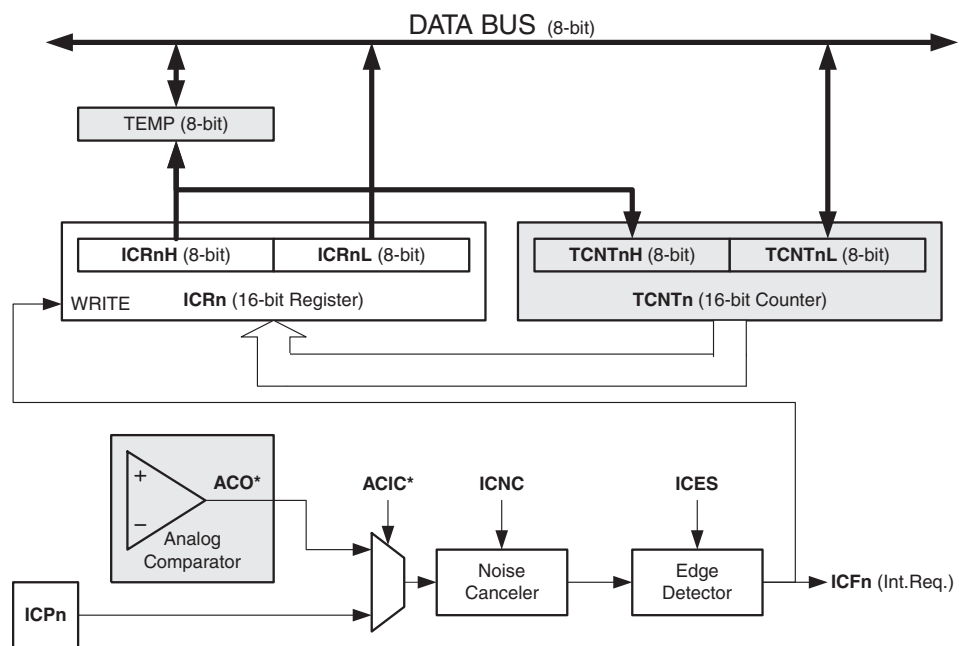 DATA BUS (8-bit)
TEMP (8-bit)
ICRnH (8-bit)
ICRnL (8-bit)
TCNTnH (8-bit)
TCNTnL (8-bit)
WRITE
ICRn (16-bit Register)
TCNTn (16-bit Counter)
+
−
ACO*
Analog
Comparator
ACIC*
ICNC
ICES
Noise
Canceler
Edge
Detector
ICFn (Int.Req.)
ICPn